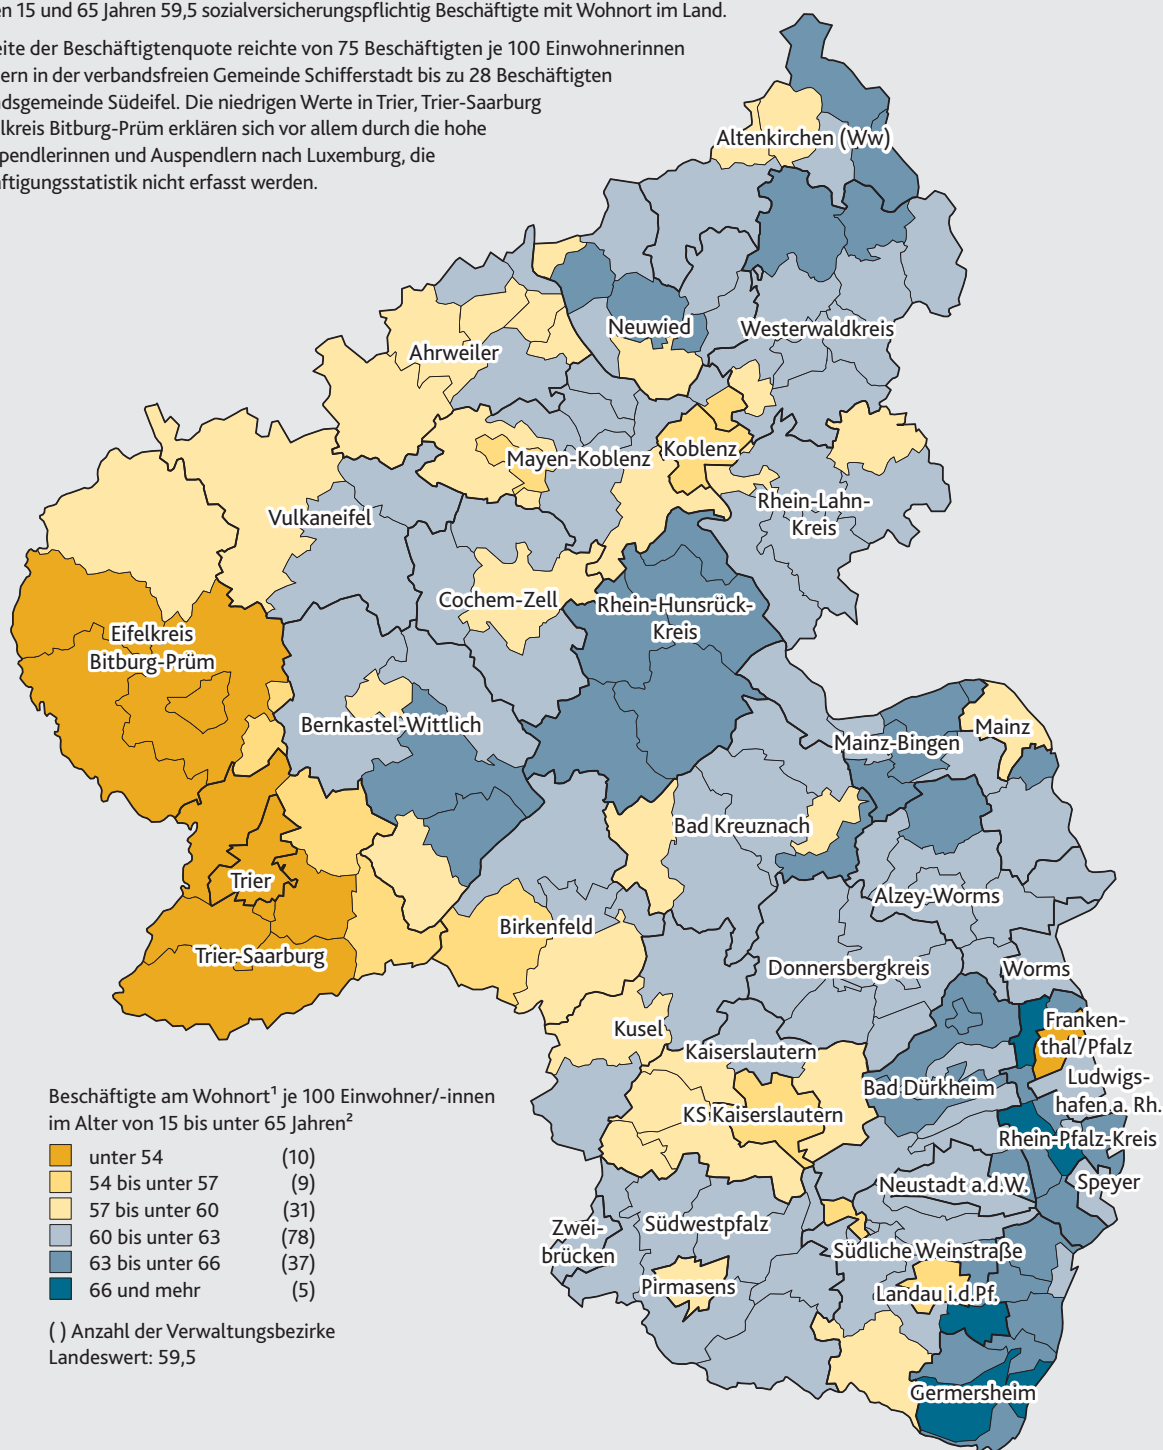 en 15 und 65 Jahren 59,5 sozialversicherungspflichtig Beschäftigte mit Wohnort im Land.
eite der Beschäftigtenquote reichte von 75 Beschäftigten je 100 Einwohnerinnen
ern in der verbandsfreien Gemeinde Schifferstadt bis zu 28 Beschäftigten
dsgemeinde Südeifel. Die niedrigen Werte in Trier, Trier-Saarburg
lkreis Bitburg-Prüm erklären sich vor allem durch die hohe
pendlerinnen und Auspendlern nach Luxemburg, die
ftigungsstatistik nicht erfasst werden.
Altenkirchen (Ww)
Neuwied
Westerwaldkreis
Ahrweiler
Koblenz
Mayen-Koblenz
Rhein-Lahn-
Kreis
Vulkaneifel
Cochem-Zell
Rhein-Hunsrück-
Kreis
Eifelkreis
Bitburg-Prüm
Bernkastel-Wittlich
Mainz
Mainz-Bingen
Bad Kreuznach
Trier
Alzey-Worms
Birkenfeld
Trier-Saarburg
Donnersbergkreis
Worms
Kusel
Franken-
thal/Pfalz
Kaiserslautern
Ludwigs-
hafen a. Rh.
Bad Dürkheim
KS Kaiserslautern
Rhein-Pfalz-Kreis
Neustadt a.d.W.
Speyer
Südwestpfalz
Zwei-
brücken
Südliche Weinstraße
Pirmasens
Landau i.d.Pf.
Germersheim
Beschäftigte am Wohnort¹ je 100 Einwohner/-innen
im Alter von 15 bis unter 65 Jahren²
unter 54 (10)
54 bis unter 57 (9)
57 bis unter 60 (31)
60 bis unter 63 (78)
63 bis unter 66 (37)
66 und mehr (5)
( ) Anzahl der Verwaltungsbezirke
Landeswert: 59,5